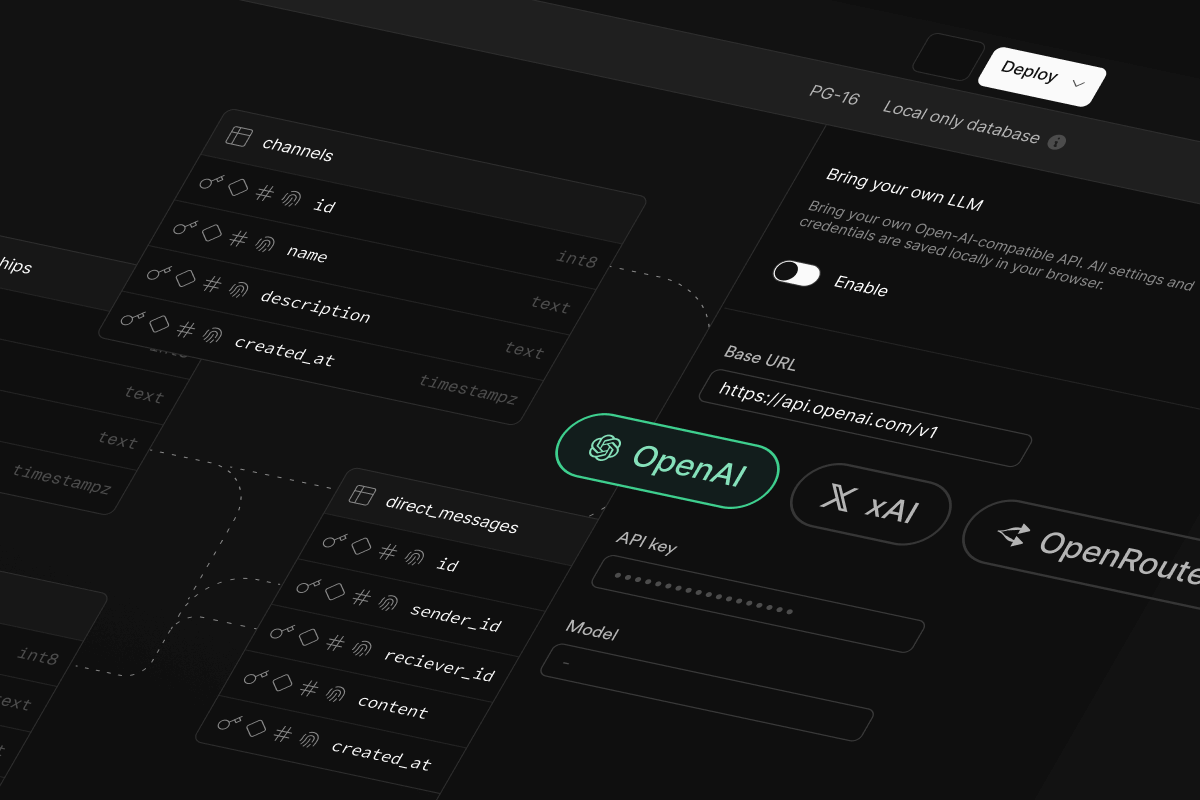 Deploy
PG-16
Local only database
channels
id
int8
name
text
description
text
created_at
timestampz
text
text
timestampz
int8
direct_messages
id
sender_id
reciever_id
content
created_at
Bring your own LLM
Bring your own Open-AI-compatible API. All settings and
credentials are saved locally in your browser.
Enable
Base URL
https://api.openai.com/v1
OpenAI
xAI
OpenRoute
API key
Model
-